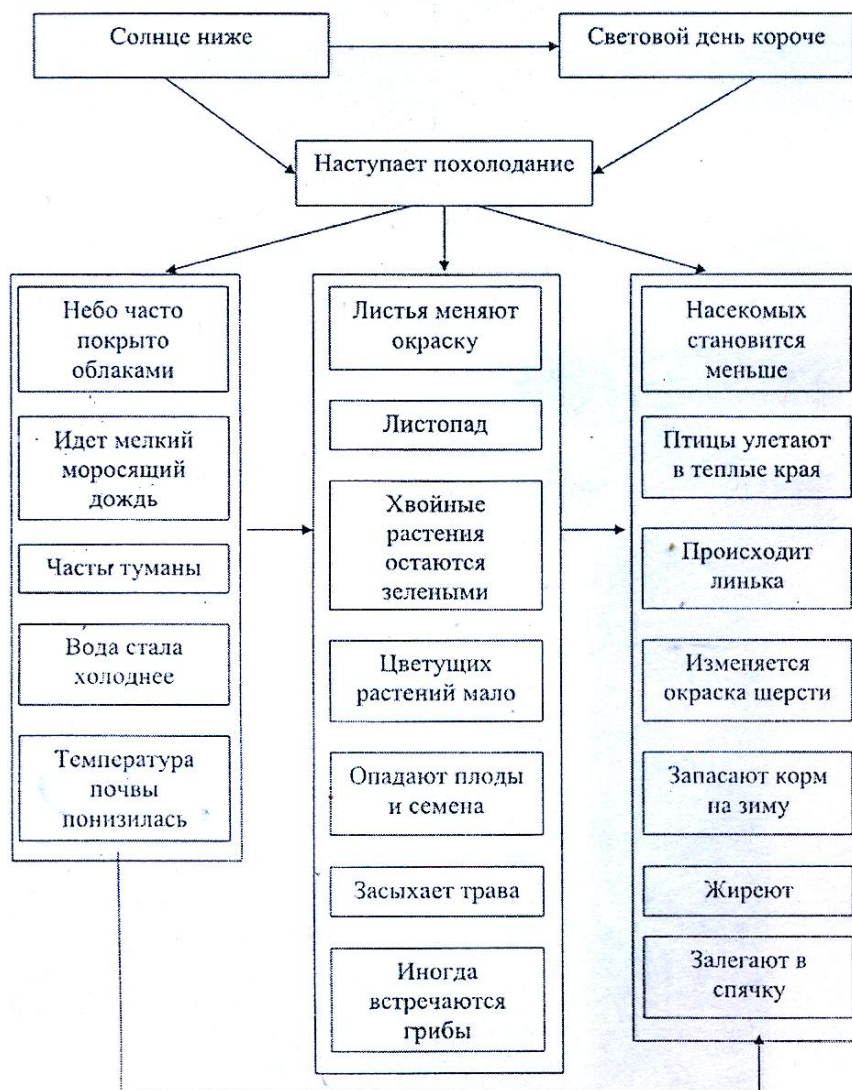 Солнце ниже
Световой день короче
Наступает похолодание
Небо часто
покрыто
облаками
Идет мелкий
моросящий
дождь
Часты туманы
Вода стала
холоднее
Температура
почвы
понизилась
Листья меняют
окраску
Листопад
Хвойные
растения
остаются
зелеными
Цветущих
растений мало
Опадают плоды
и семена
Засыхает трава
Иногда
встречаются
грибы
Насекомых
становится
меньше
Птицы улетают
в теплые края
Происходит
линька
Изменяется
окраска шерсти
Запасают корм
на зиму
Жиреют
Залегают в
спячку